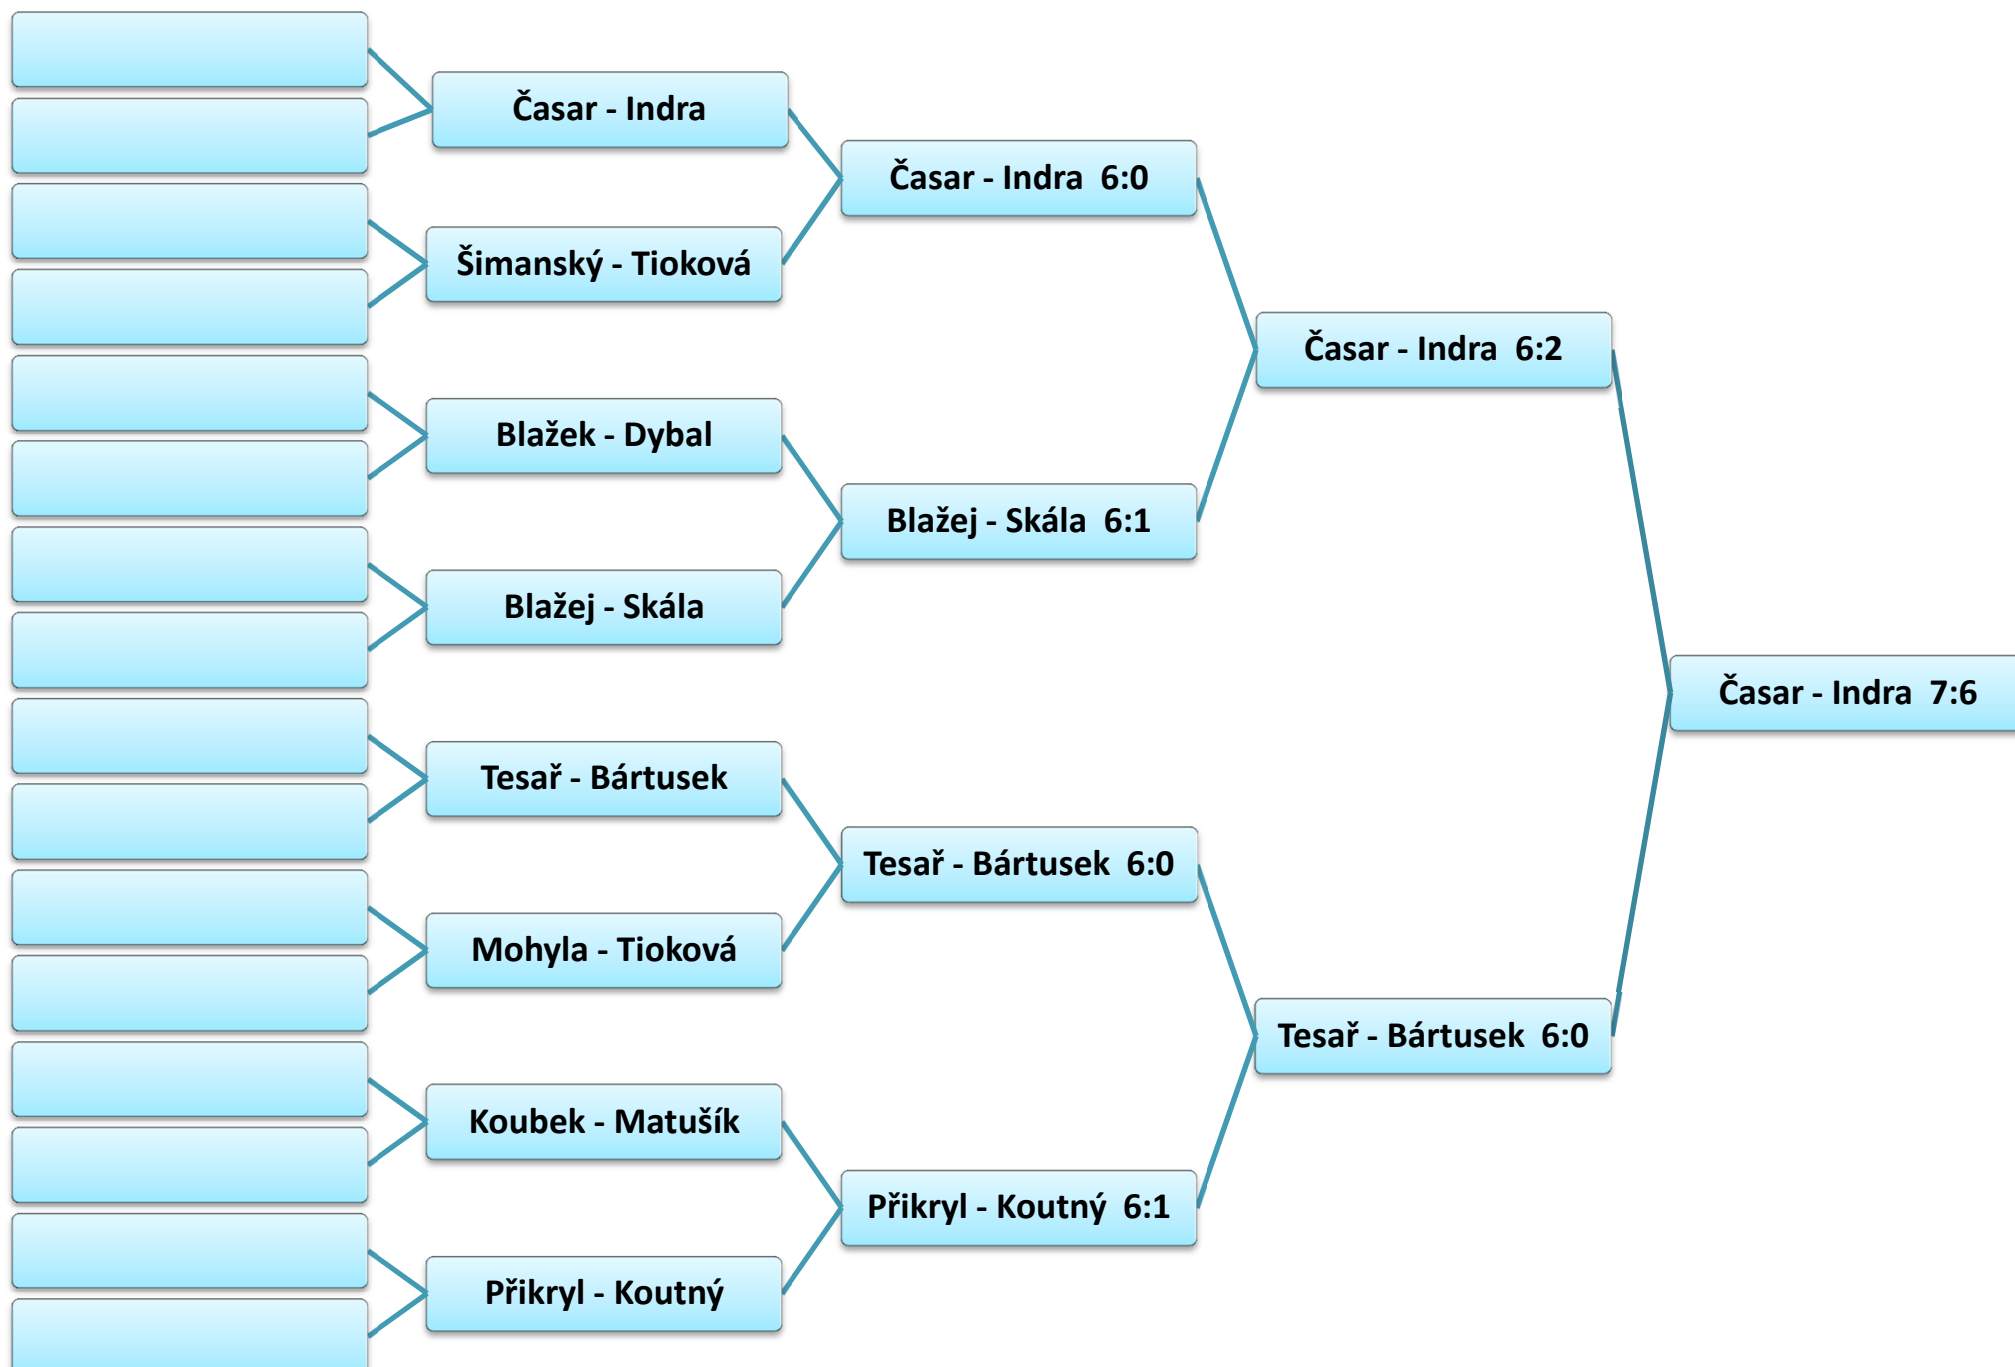 Časar - Indra
Šimanský - Tioková
Blažek - Dybal
Blažej - Skála
Tesař - Bártusek
Mohyla - Tioková
Koubek - Matušík
Přikryl - Koutný
Časar - Indra 6:0
Blažej - Skála 6:1
Tesař - Bártusek 6:0
Přikryl - Koutný 6:1
Časar - Indra 6:2
Tesař - Bártusek 6:0
Časar - Indra 7:6